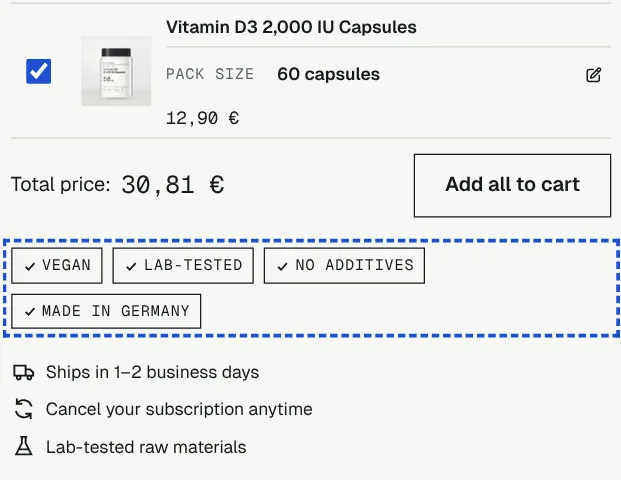 Vitamin D3 2,000 IU Capsules
PACK SIZE 60 capsules
12,90 €
Total price: 30,81 € Add all to cart
VEGAN LAB-TESTED NO ADDITIVES
MADE IN GERMANY
Ships in 1–2 business days
Cancel your subscription anytime
Lab-tested raw materials